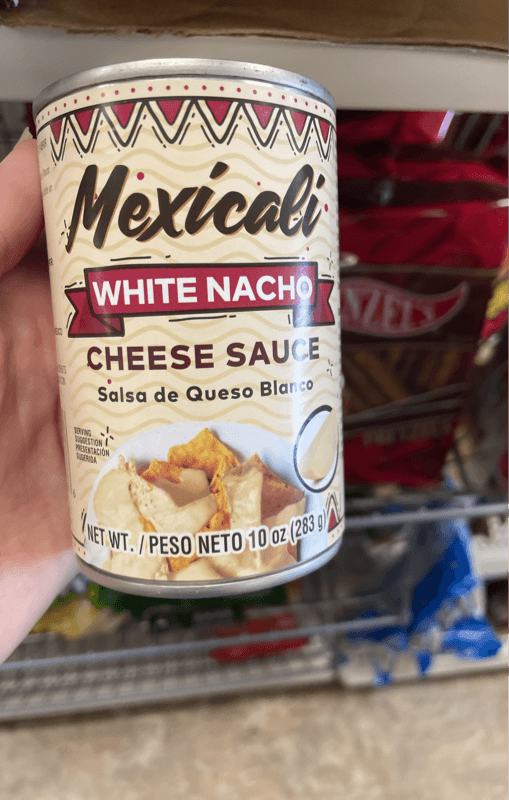 Mexicali
WHITE NACHO
CHEESE SAUCE
Salsa de Queso Blanco
SERVING
SUGGESTION
PRESENTACIÓN
SUGERIDA
NET WT. / PESO NETO 10 oz (283 g)